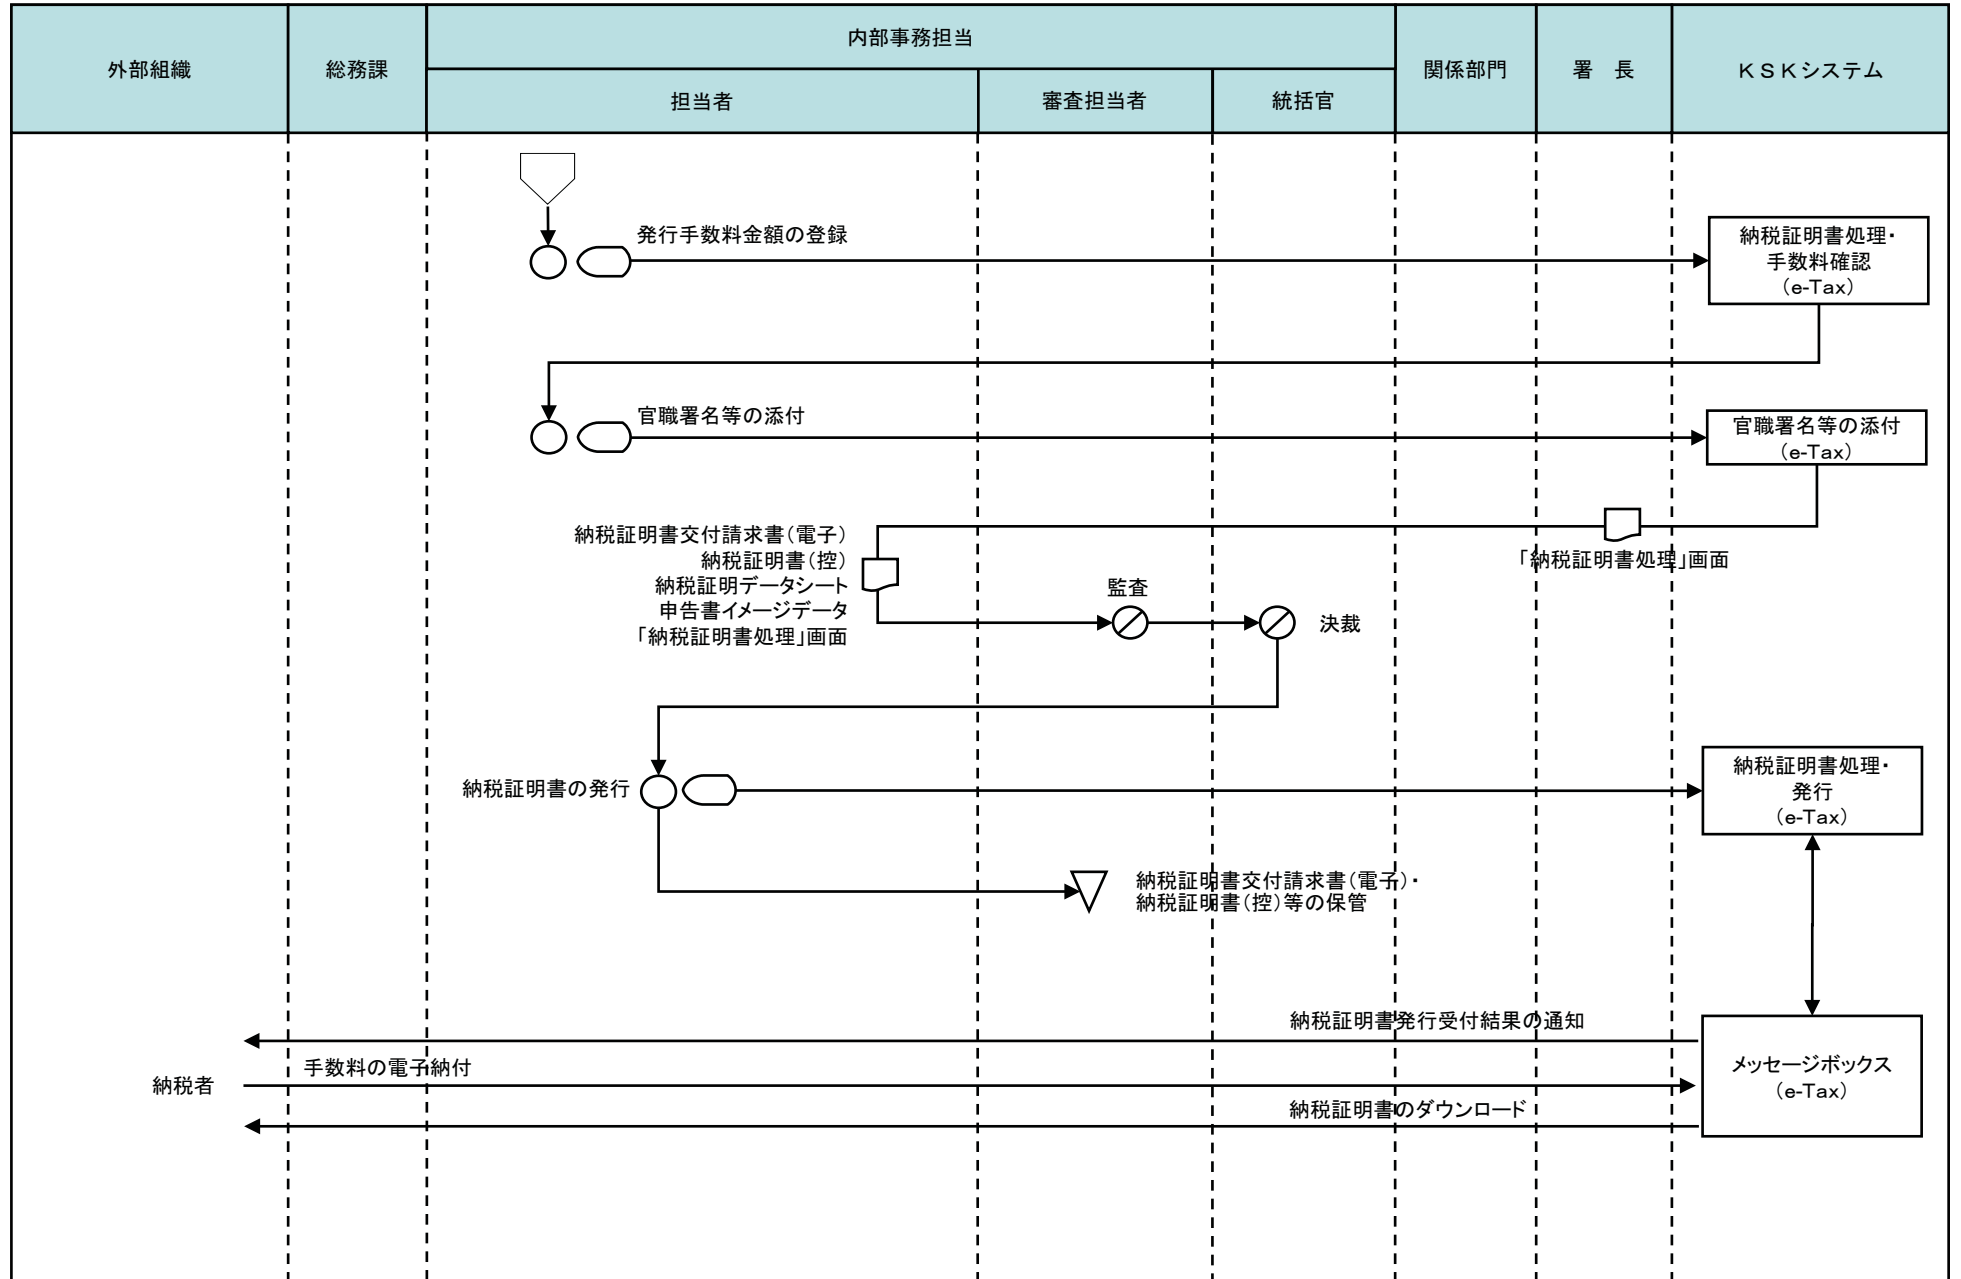 外部組織
総務課
内部事務担当
担当者
審査担当者
統括官
関係部門
署　長
ＫＳＫシステム
発行手数料金額の登録
納税証明書処理・
手数料確認
（e-Tax）
官職署名等の添付
官職署名等の添付
（e-Tax）
「納税証明書処理」画面
納税証明書交付請求書（電子）
納税証明書（控）
納税証明データシート
申告書イメージデータ
「納税証明書処理」画面
監査
決裁
納税証明書の発行
納税証明書処理・
発行
（e-Tax）
納税証明書交付請求書（電子）・
納税証明書（控）等の保管
納税証明書発行受付結果の通知
手数料の電子納付
納税者
納税証明書のダウンロード
メッセージボックス
（e-Tax）